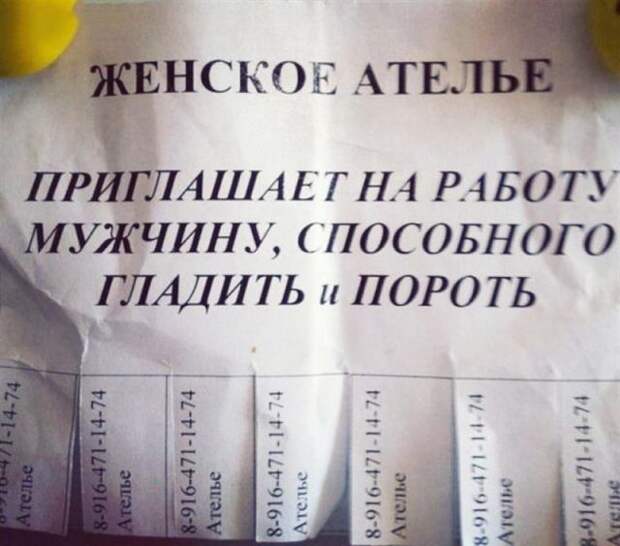 ЖЕНСКОЕ АТЕЛЬЕ
ПРИГЛАШАЕТ НА РАБОТУ
МУЖЧИНУ, СПОСОБНОГО
ГЛАДИТЬ и ПОРОТЬ
8-916-471-14-74
Ателье
8-916-471-14-74
Ателье
8-916-471-14-74
Ателье
8-916-471-14-74
Ателье
8-916-471-14-74
Ателье
8-916-471-14-74
Ателье
8-916-471-14-74
Ателье